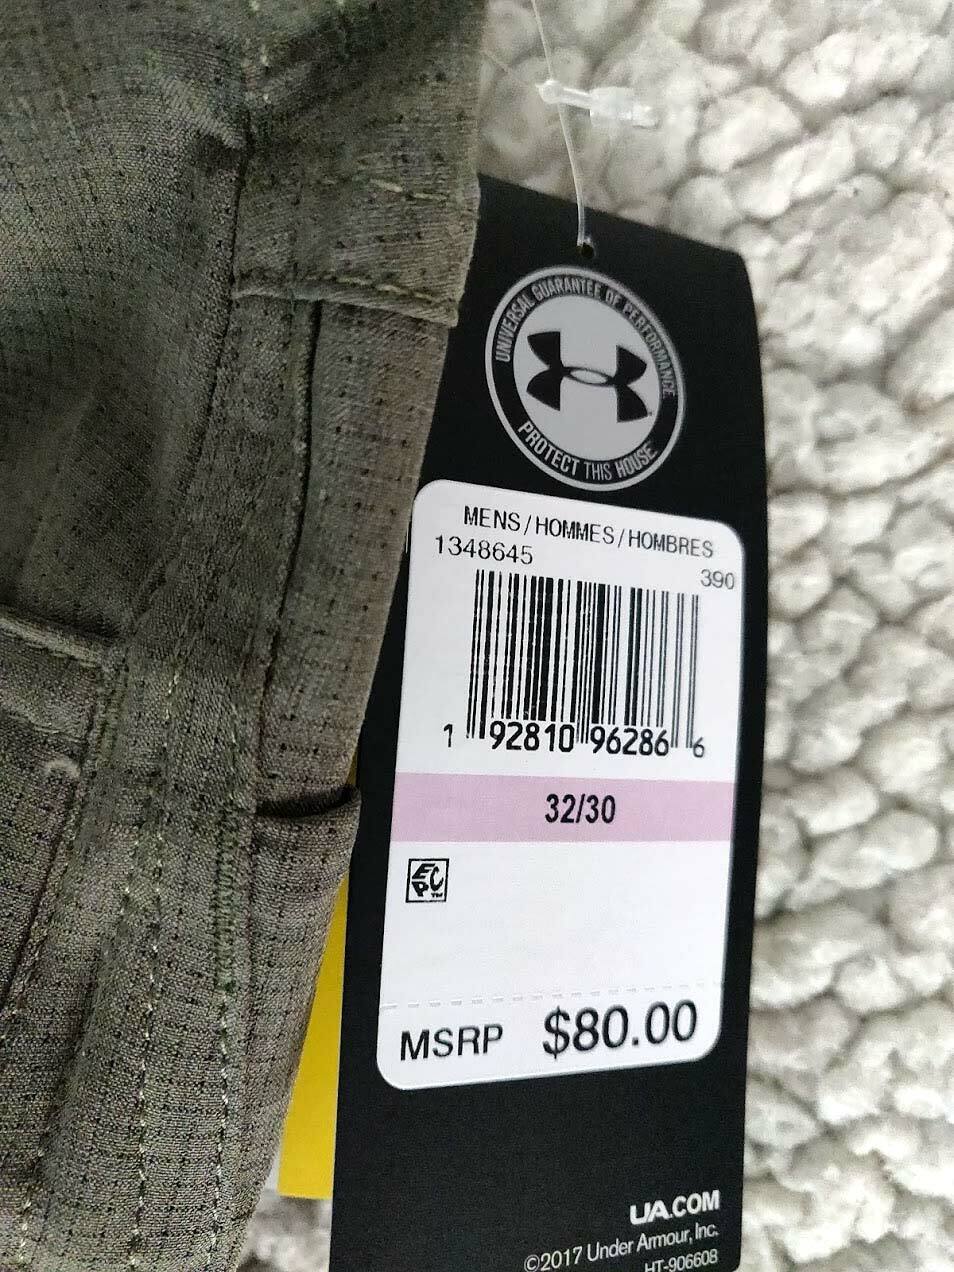 UNIVERSAL GUARANTEE OF PERFORMANCE
PROTECT THIS HOUSE
MENS/HOMMES/HOMBRES
1348645
390
1 92810 96286 6
32/30
EPC
MSRP $80.00
UA.COM
©2017 Under Armour, Inc.
HT-906608